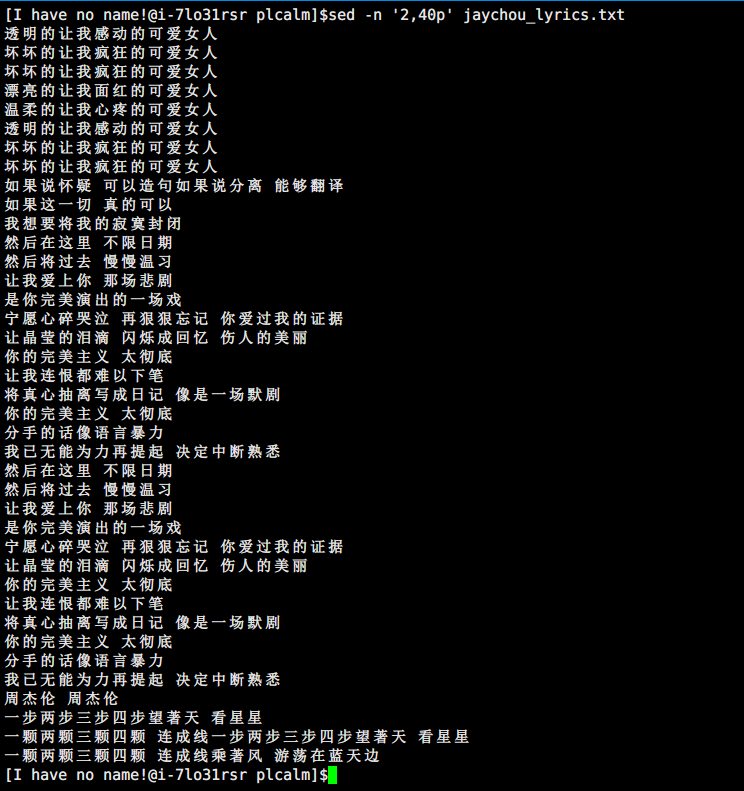 [I have no name!@i-7lo31rsr plcalm]$sed -n '2,40p' jaychou_lyrics.txt
透明的让我感动的可爱女人
坏坏的让我疯狂的可爱女人
坏坏的让我疯狂的可爱女人
漂亮的让我面红的可爱女人
温柔的让我心疼的可爱女人
透明的让我感动的可爱女人
坏坏的让我疯狂的可爱女人
坏坏的让我疯狂的可爱女人
如果说怀疑 可以造句如果说分离 能够翻译
如果这一切 真的可以
我想要将我的寂寞封闭
然后在这里 不限日期
然后将过去 慢慢温习
让我爱上你 那场悲剧
是你完美演出的一场戏
宁愿心碎哭泣 再狠狠忘记 你爱过我的证据
让晶莹的泪滴 闪烁成回忆 伤人的美丽
你的完美主义 太彻底
让我连恨都难以下笔
将真心抽离写成日记 像是一场默剧
你的完美主义 太彻底
分手的话像语言暴力
我已无能为力再提起 决定中断熟悉
然后在这里 不限日期
然后将过去 慢慢温习
让我爱上你 那场悲剧
是你完美演出的一场戏
宁愿心碎哭泣 再狠狠忘记 你爱过我的证据
让晶莹的泪滴 闪烁成回忆 伤人的美丽
你的完美主义 太彻底
让我连恨都难以下笔
将真心抽离写成日记 像是一场默剧
你的完美主义 太彻底
分手的话像语言暴力
我已无能为力再提起 决定中断熟悉
周杰伦 周杰伦
一步两步三步四步望著天 看星星
一颗两颗三颗四颗 连成线一步两步三步四步望著天 看星星
一颗两颗三颗四颗 连成线乘著风 游荡在蓝天边
[I have no name!@i-7lo31rsr plcalm]$